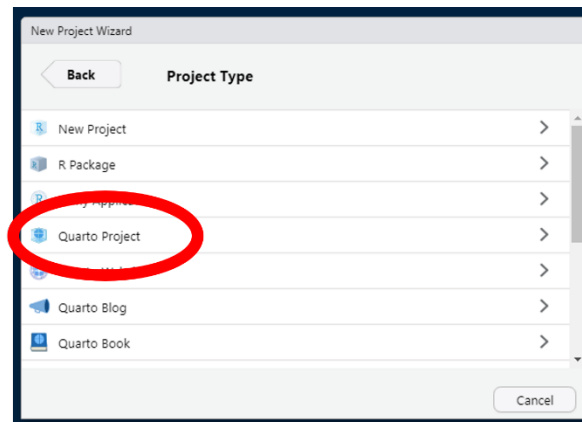 New Project Wizard
Back
Project Type
New Project
R Package
Quarto Project
Quarto Blog
Quarto Book
Cancel